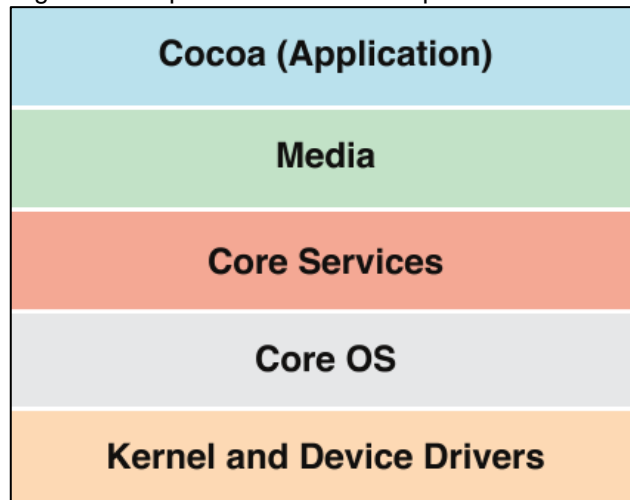 Cocoa (Application)
Media
Core Services
Core OS
Kernel and Device Drivers